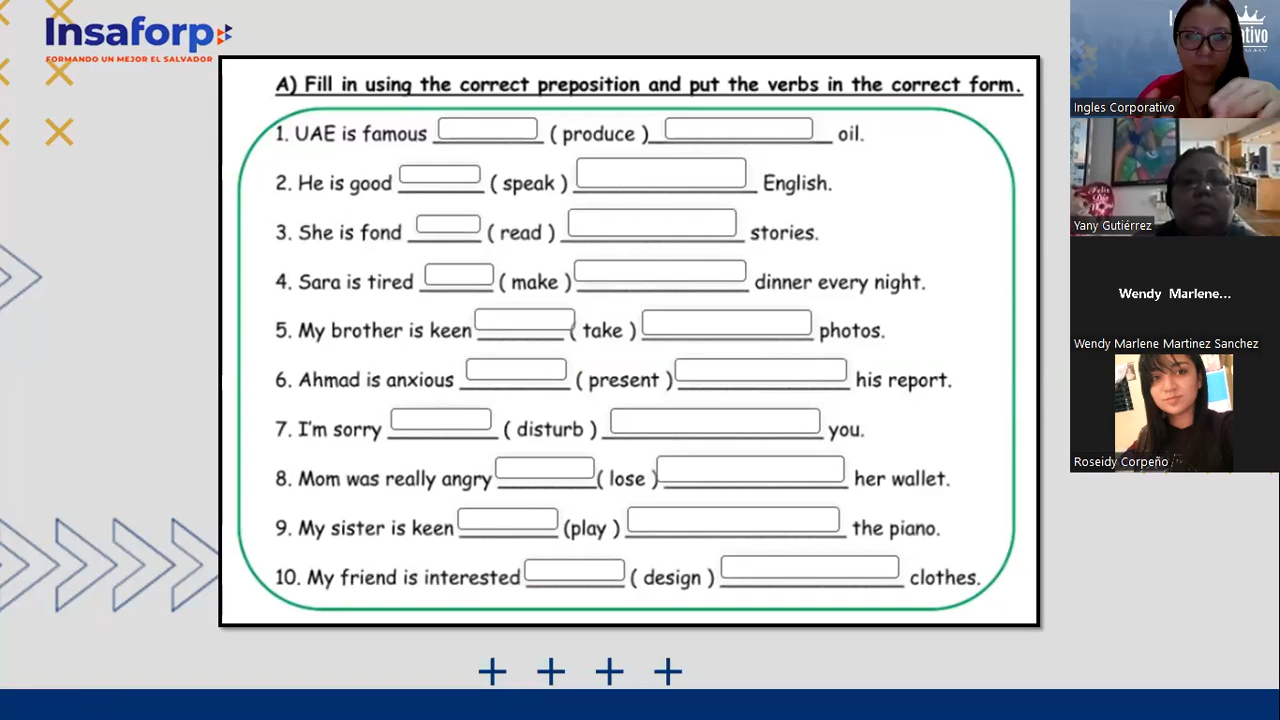 Insaforp
FORMANDO UN MEJOR EL SALVADOR
A) Fill in using the correct preposition and put the verbs in the correct form.
1. UAE is famous ( produce ) oil.
2. He is good ( speak ) English.
3. She is fond ( read ) stories.
4. Sara is tired ( make ) dinner every night.
5. My brother is keen ( take ) photos.
6. Ahmad is anxious ( present ) his report.
7. I'm sorry ( disturb ) you.
8. Mom was really angry ( lose ) her wallet.
9. My sister is keen (play ) the piano.
10. My friend is interested ( design ) clothes.
Ingles Corporativo
Yany Gutiérrez
Wendy Marlene...
Wendy Marlene Martinez Sanchez
Roseidy Corpeño